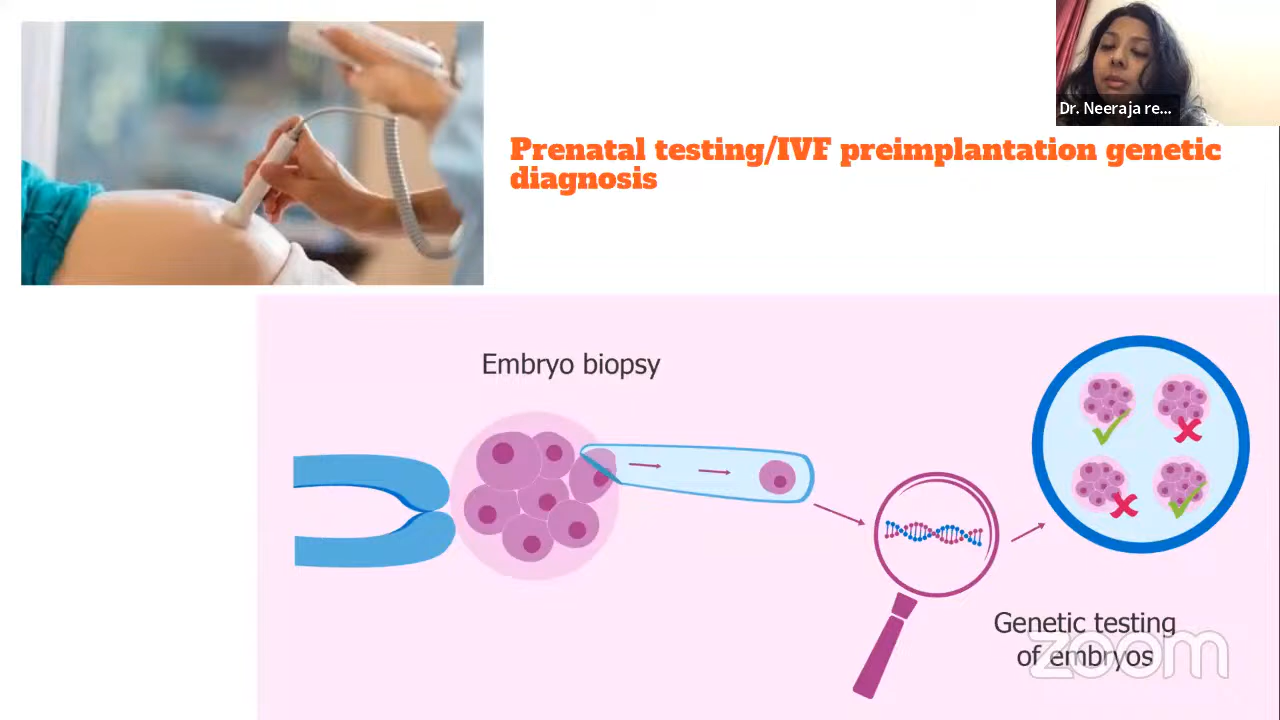 Dr. Neeraja re...
Prenatal testing/IVF preimplantation genetic
diagnosis
Embryo biopsy
Genetic testing
of embryos
zoom